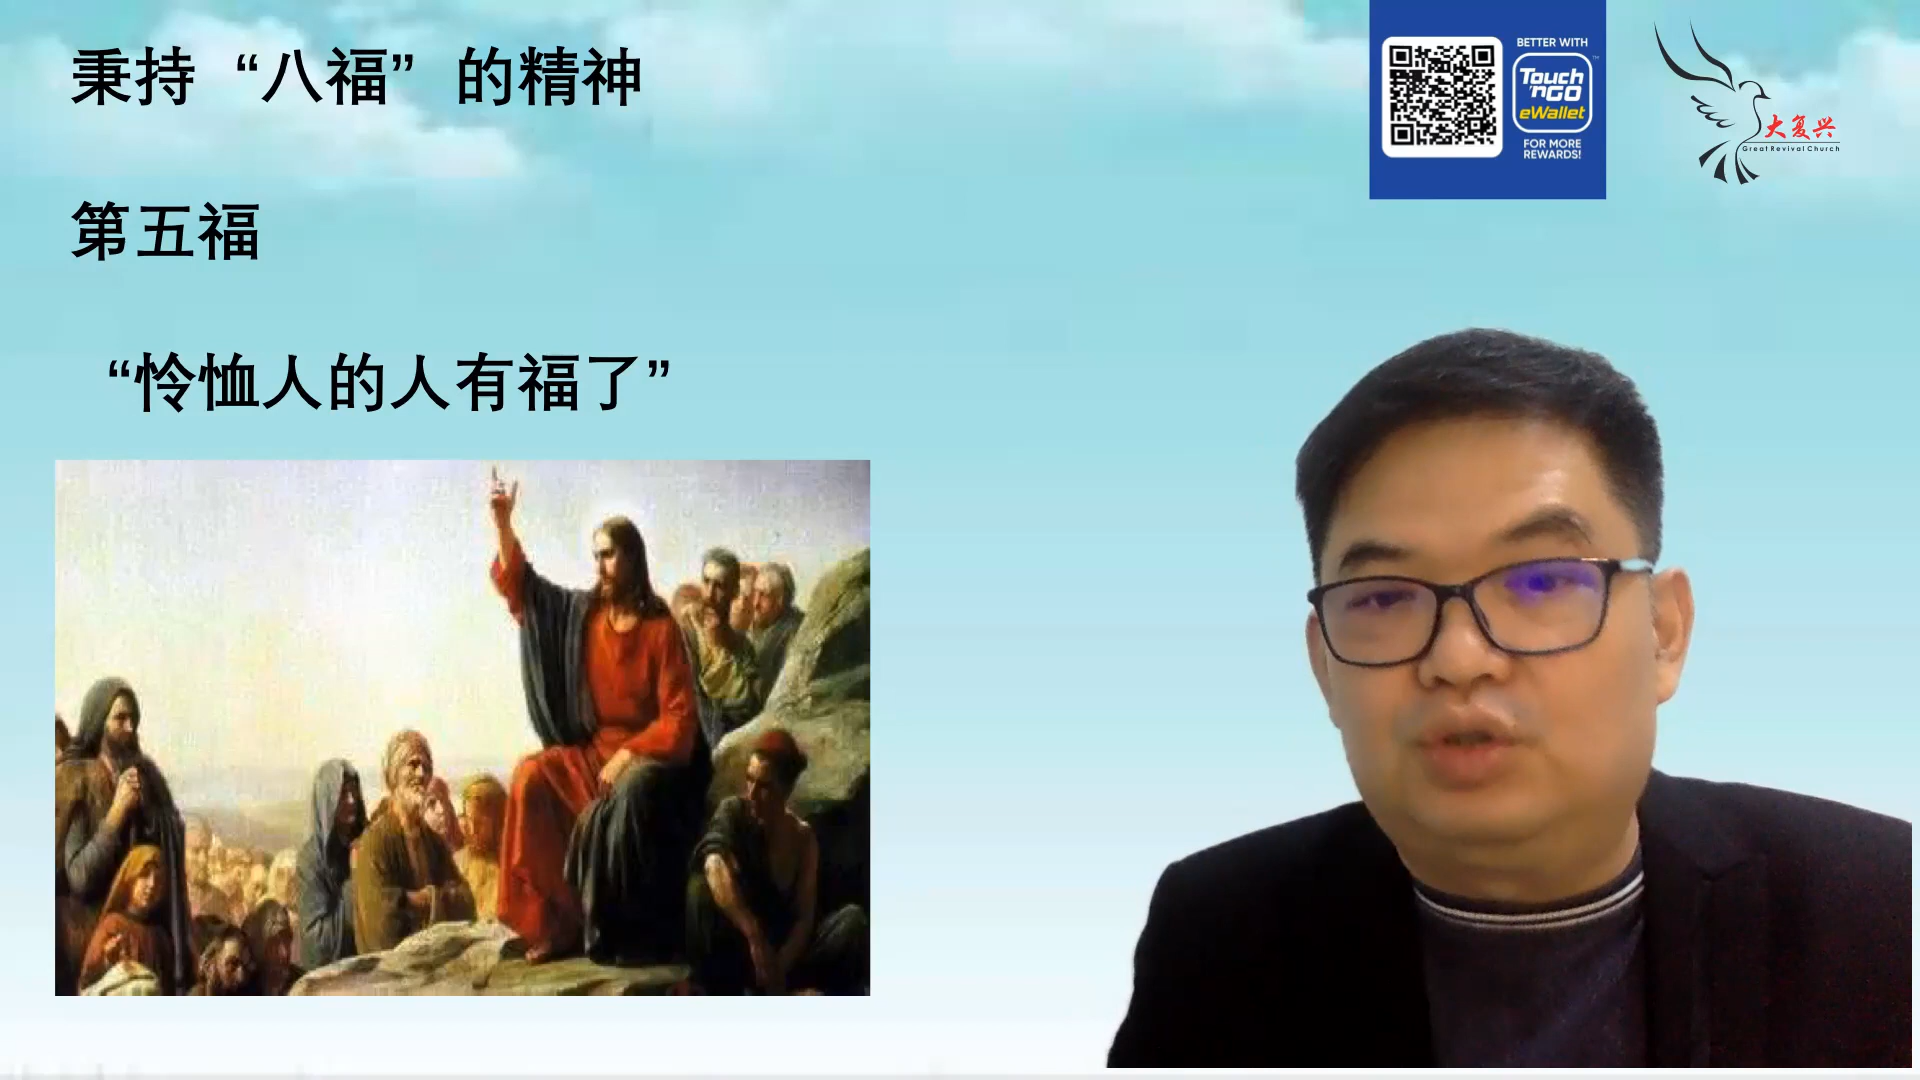 秉持 “八福” 的精神
第五福
“怜恤人的人有福了”
BETTER WITH
Touch
'nGO
eWallet
FOR MORE
REWARDS!
大复兴
Great Revival Church